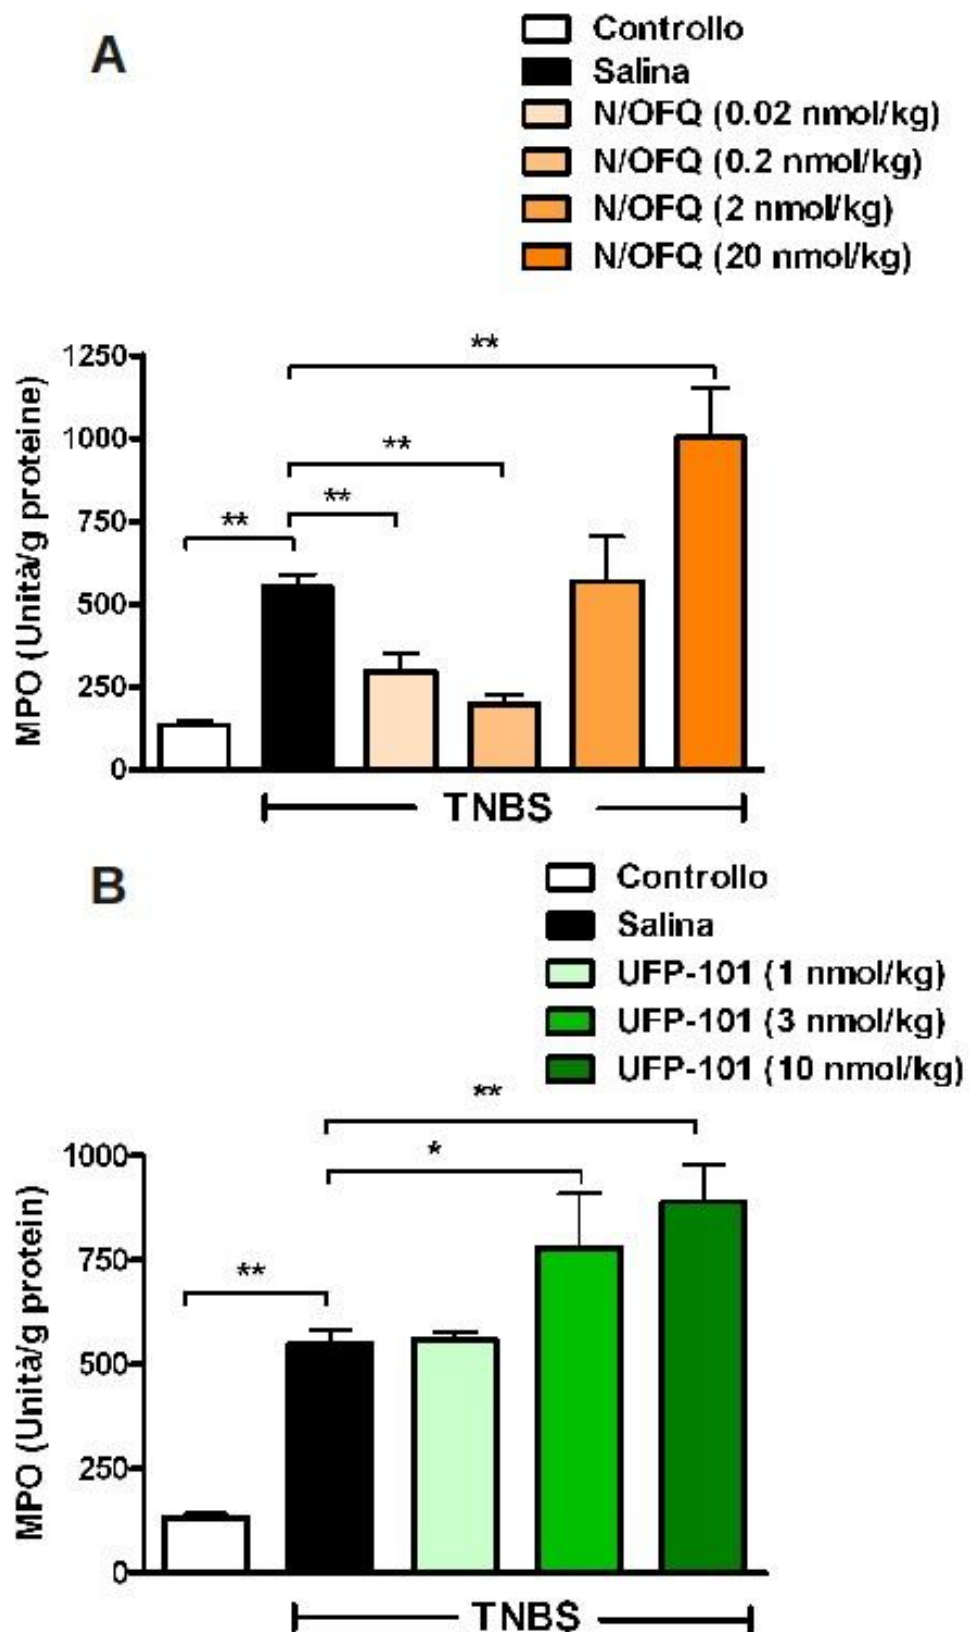 A
Controllo
Salina
N/OFQ (0.02 nmol/kg)
N/OFQ (0.2 nmol/kg)
N/OFQ (2 nmol/kg)
N/OFQ (20 nmol/kg)
MPO (Unità/g proteine)
1250
1000
750
500
250
0
**
**
**
**
TNBS
B
Controllo
Salina
UFP-101 (1 nmol/kg)
UFP-101 (3 nmol/kg)
UFP-101 (10 nmol/kg)
MPO (Unità/g protein)
1000
750
500
250
0
**
*
**
TNBS